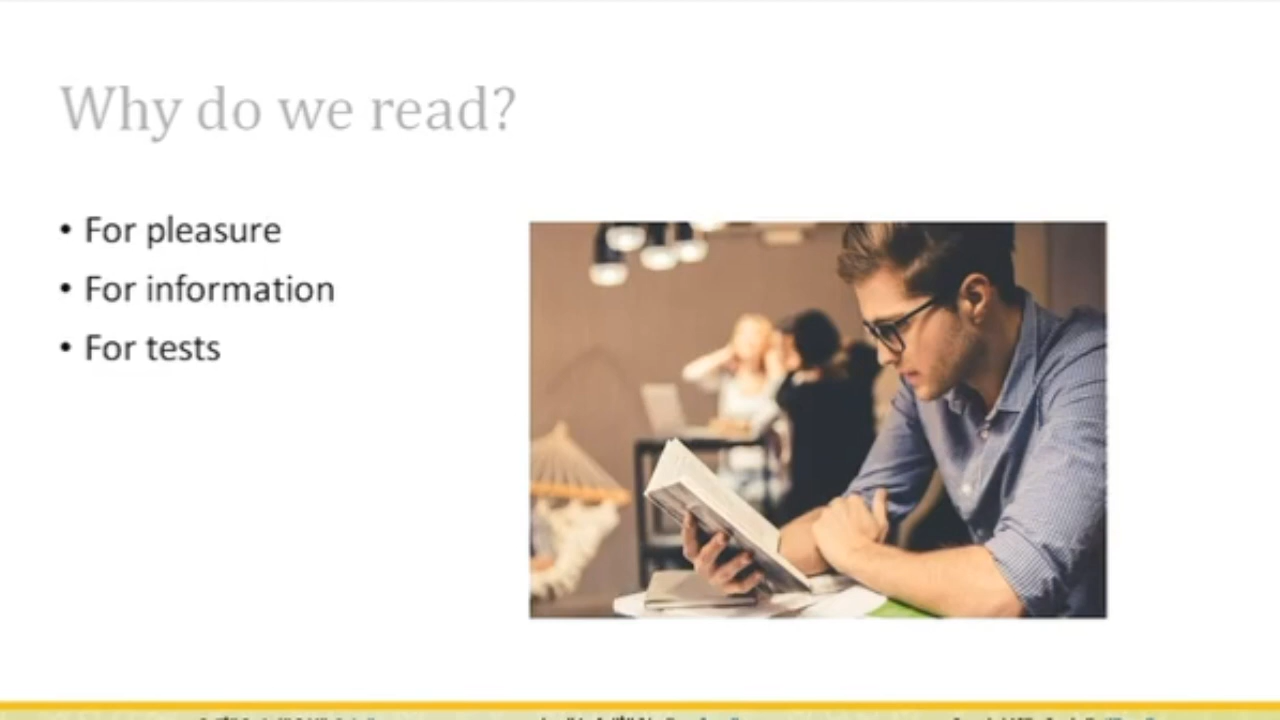 Why do we read?
• For pleasure
• For information
• For tests